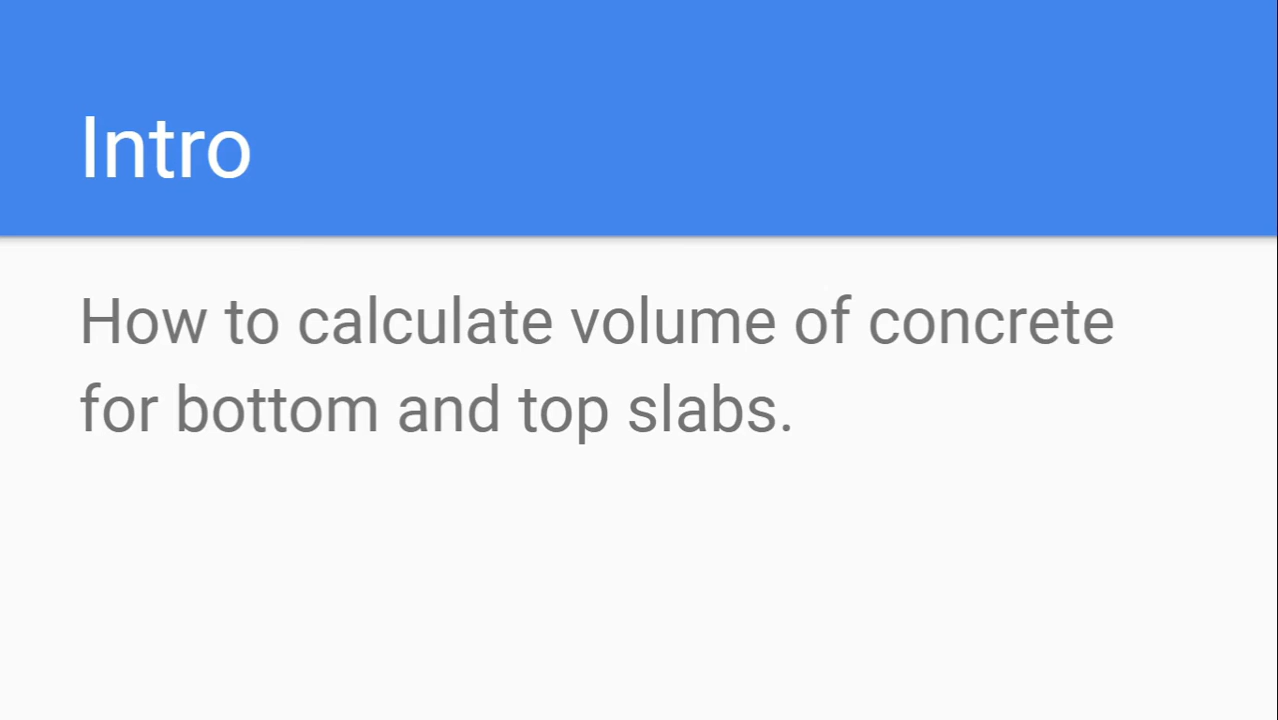 Intro
How to calculate volume of concrete
for bottom and top slabs.